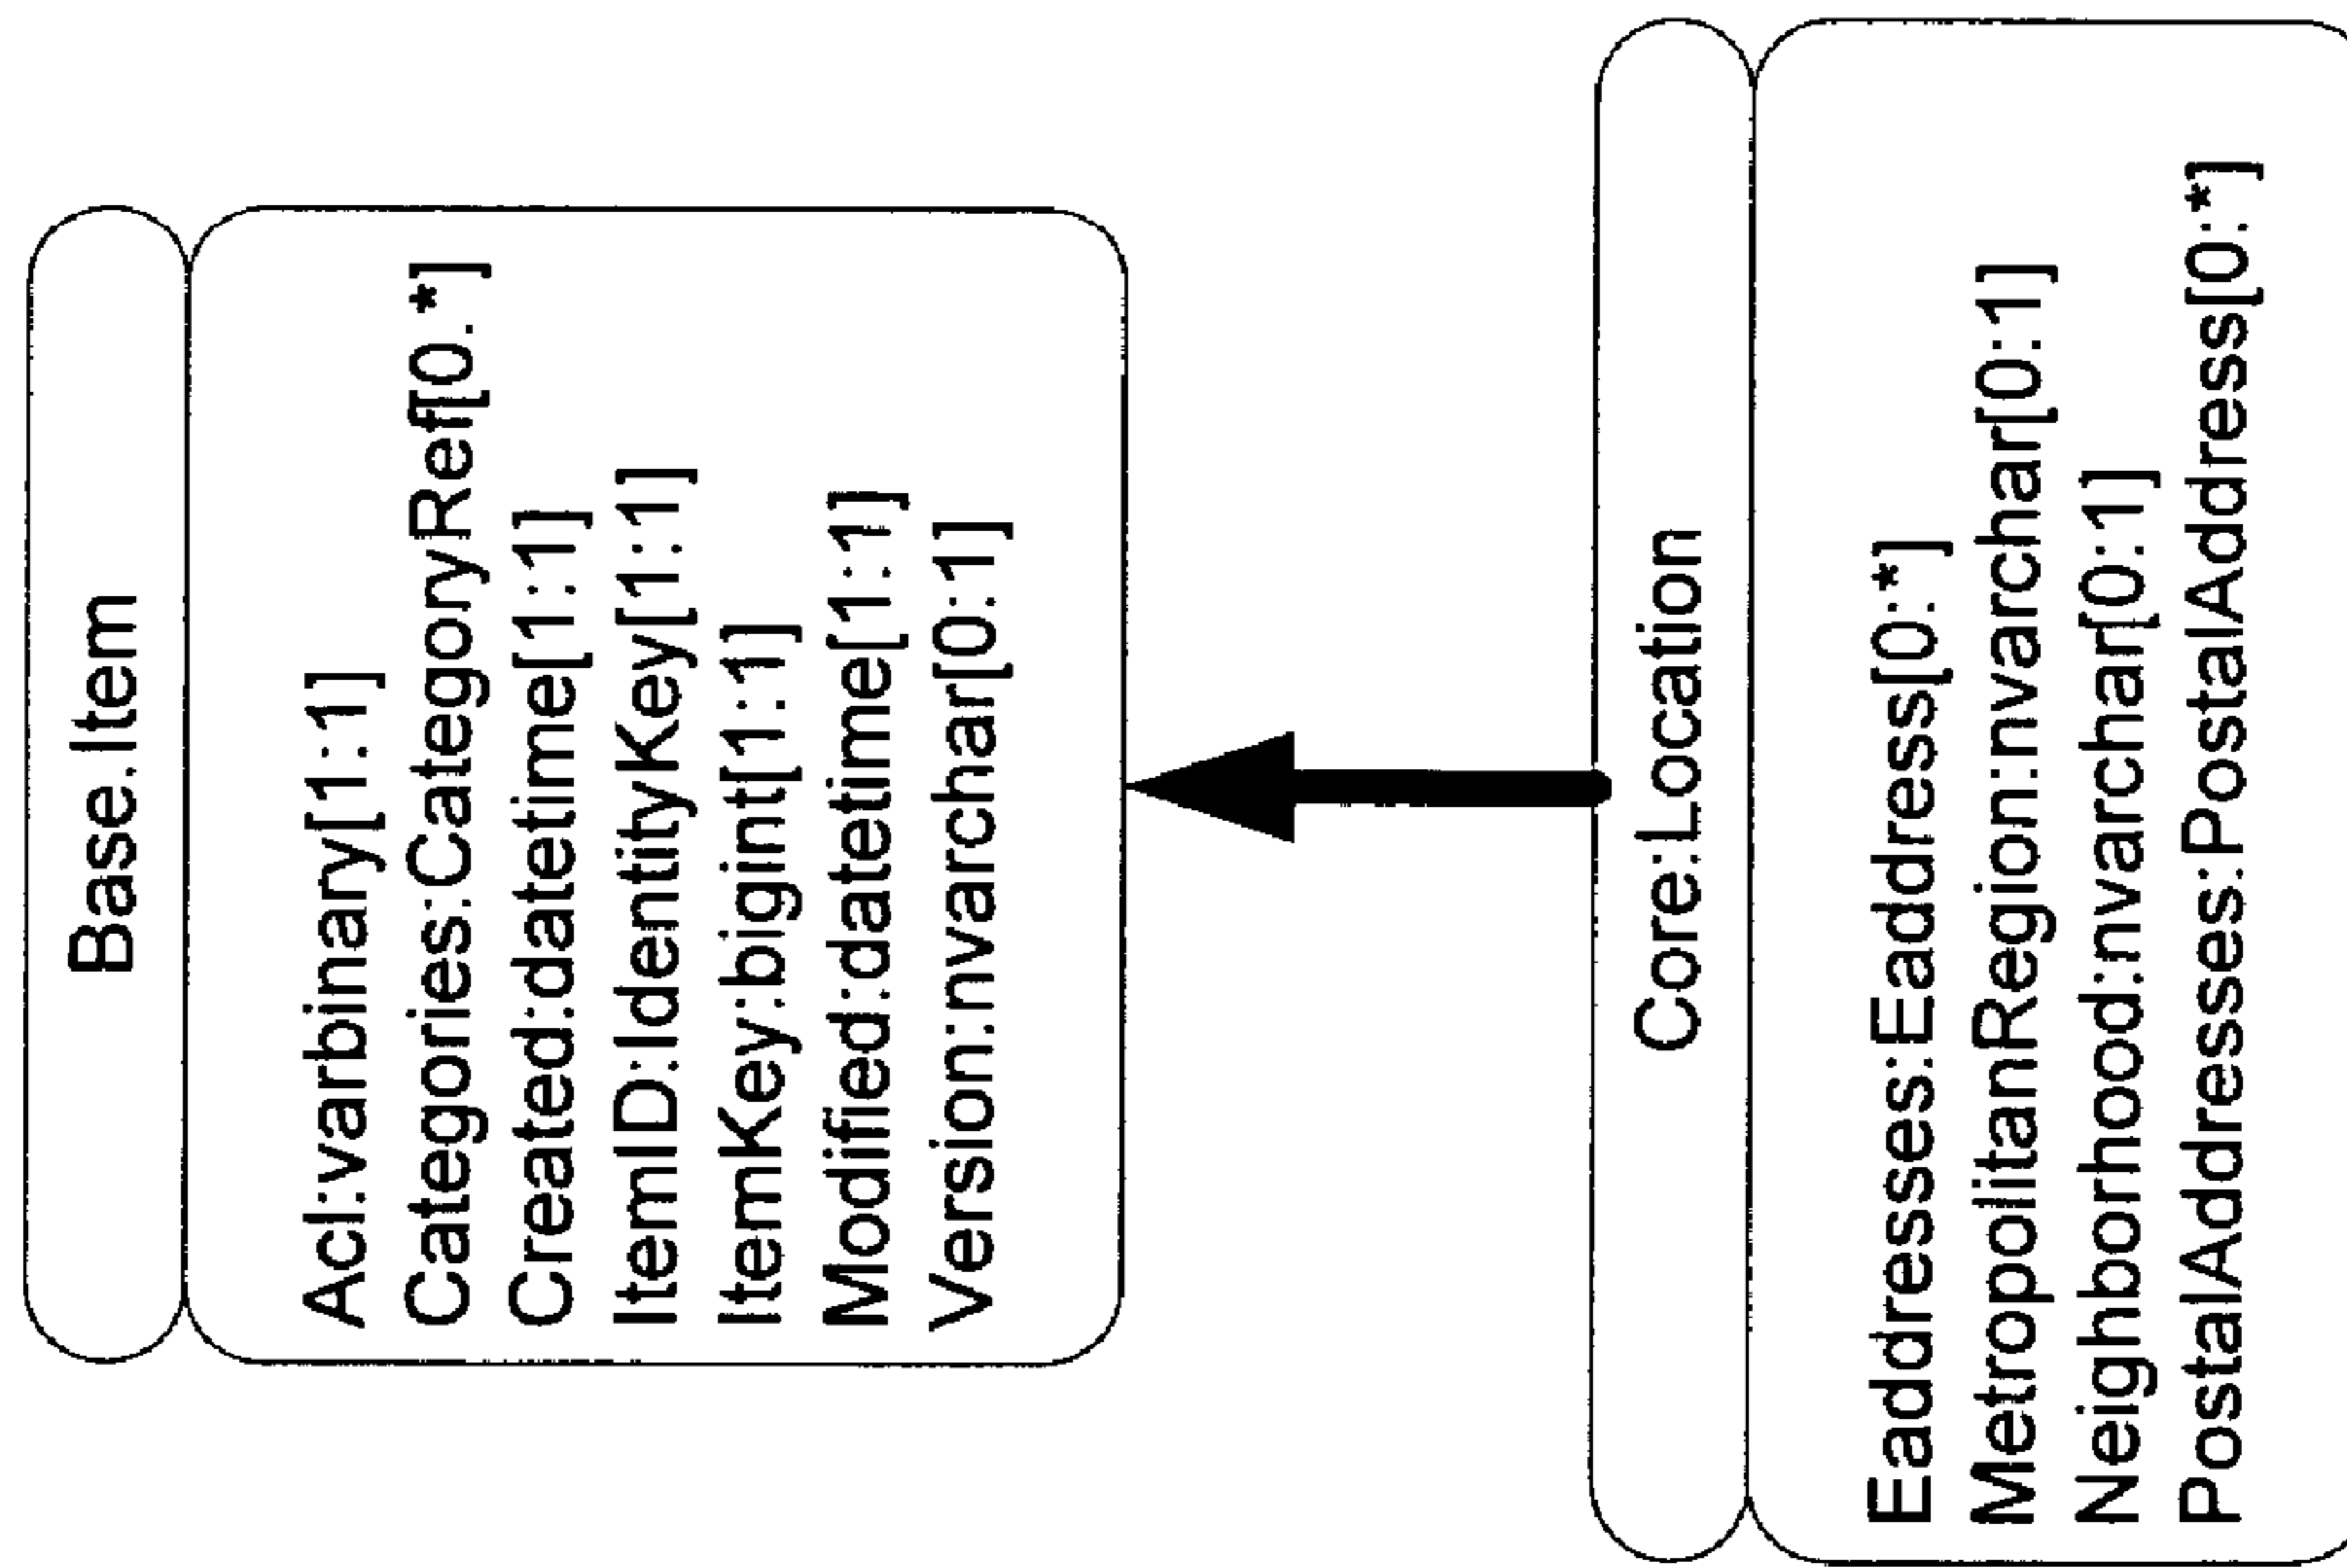 Base.Item
Acl:varbinary[1:1]
Categories:CategoryRef[0.*]
Created:datetime[1:1]
ItemID:IdentityKey[1:1]
ItemKey:bigint[1:1]
Modified:datetime[1:1]
Version:nvarchar[0:1]
Core:Location
Eaddresses:Eaddress[0:*]
MetropolitanRegion:nvarchar[0:1]
Neighborhood:nvarchar[0:1]
PostalAddresses:PostalAddress[0:*]